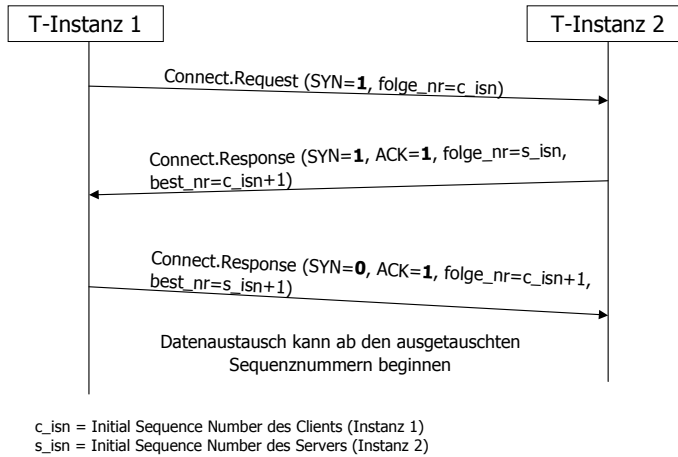 T-Instanz 1
T-Instanz 2
Connect.Request (SYN=1, folge_nr=c_isn)
Connect.Response (SYN=1, ACK=1, folge_nr=s_isn,
best_nr=c_isn+1)
Connect.Response (SYN=0, ACK=1, folge_nr=c_isn+1,
best_nr=s_isn+1)
Datenaustausch kann ab den ausgetauschten
Sequenznummern beginnen
c_isn = Initial Sequence Number des Clients (Instanz 1)
s_isn = Initial Sequence Number des Servers (Instanz 2)